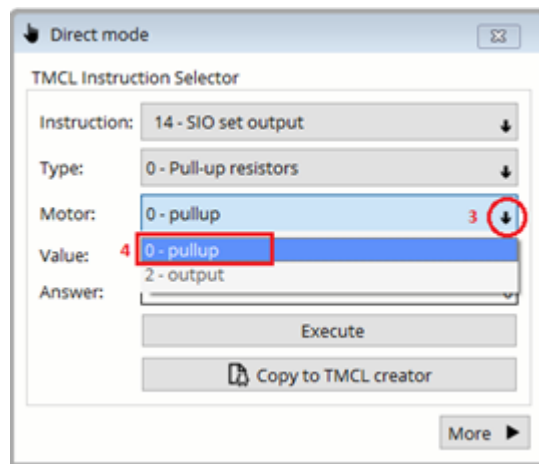 Direct mode
TMCL Instruction Selector
Instruction: 14 - SIO set output
Type: 0 - Pull-up resistors
Motor: 0 - pullup 3
Value: 4 0 - pullup
2 - output
Answer:
Execute
Copy to TMCL creator
More